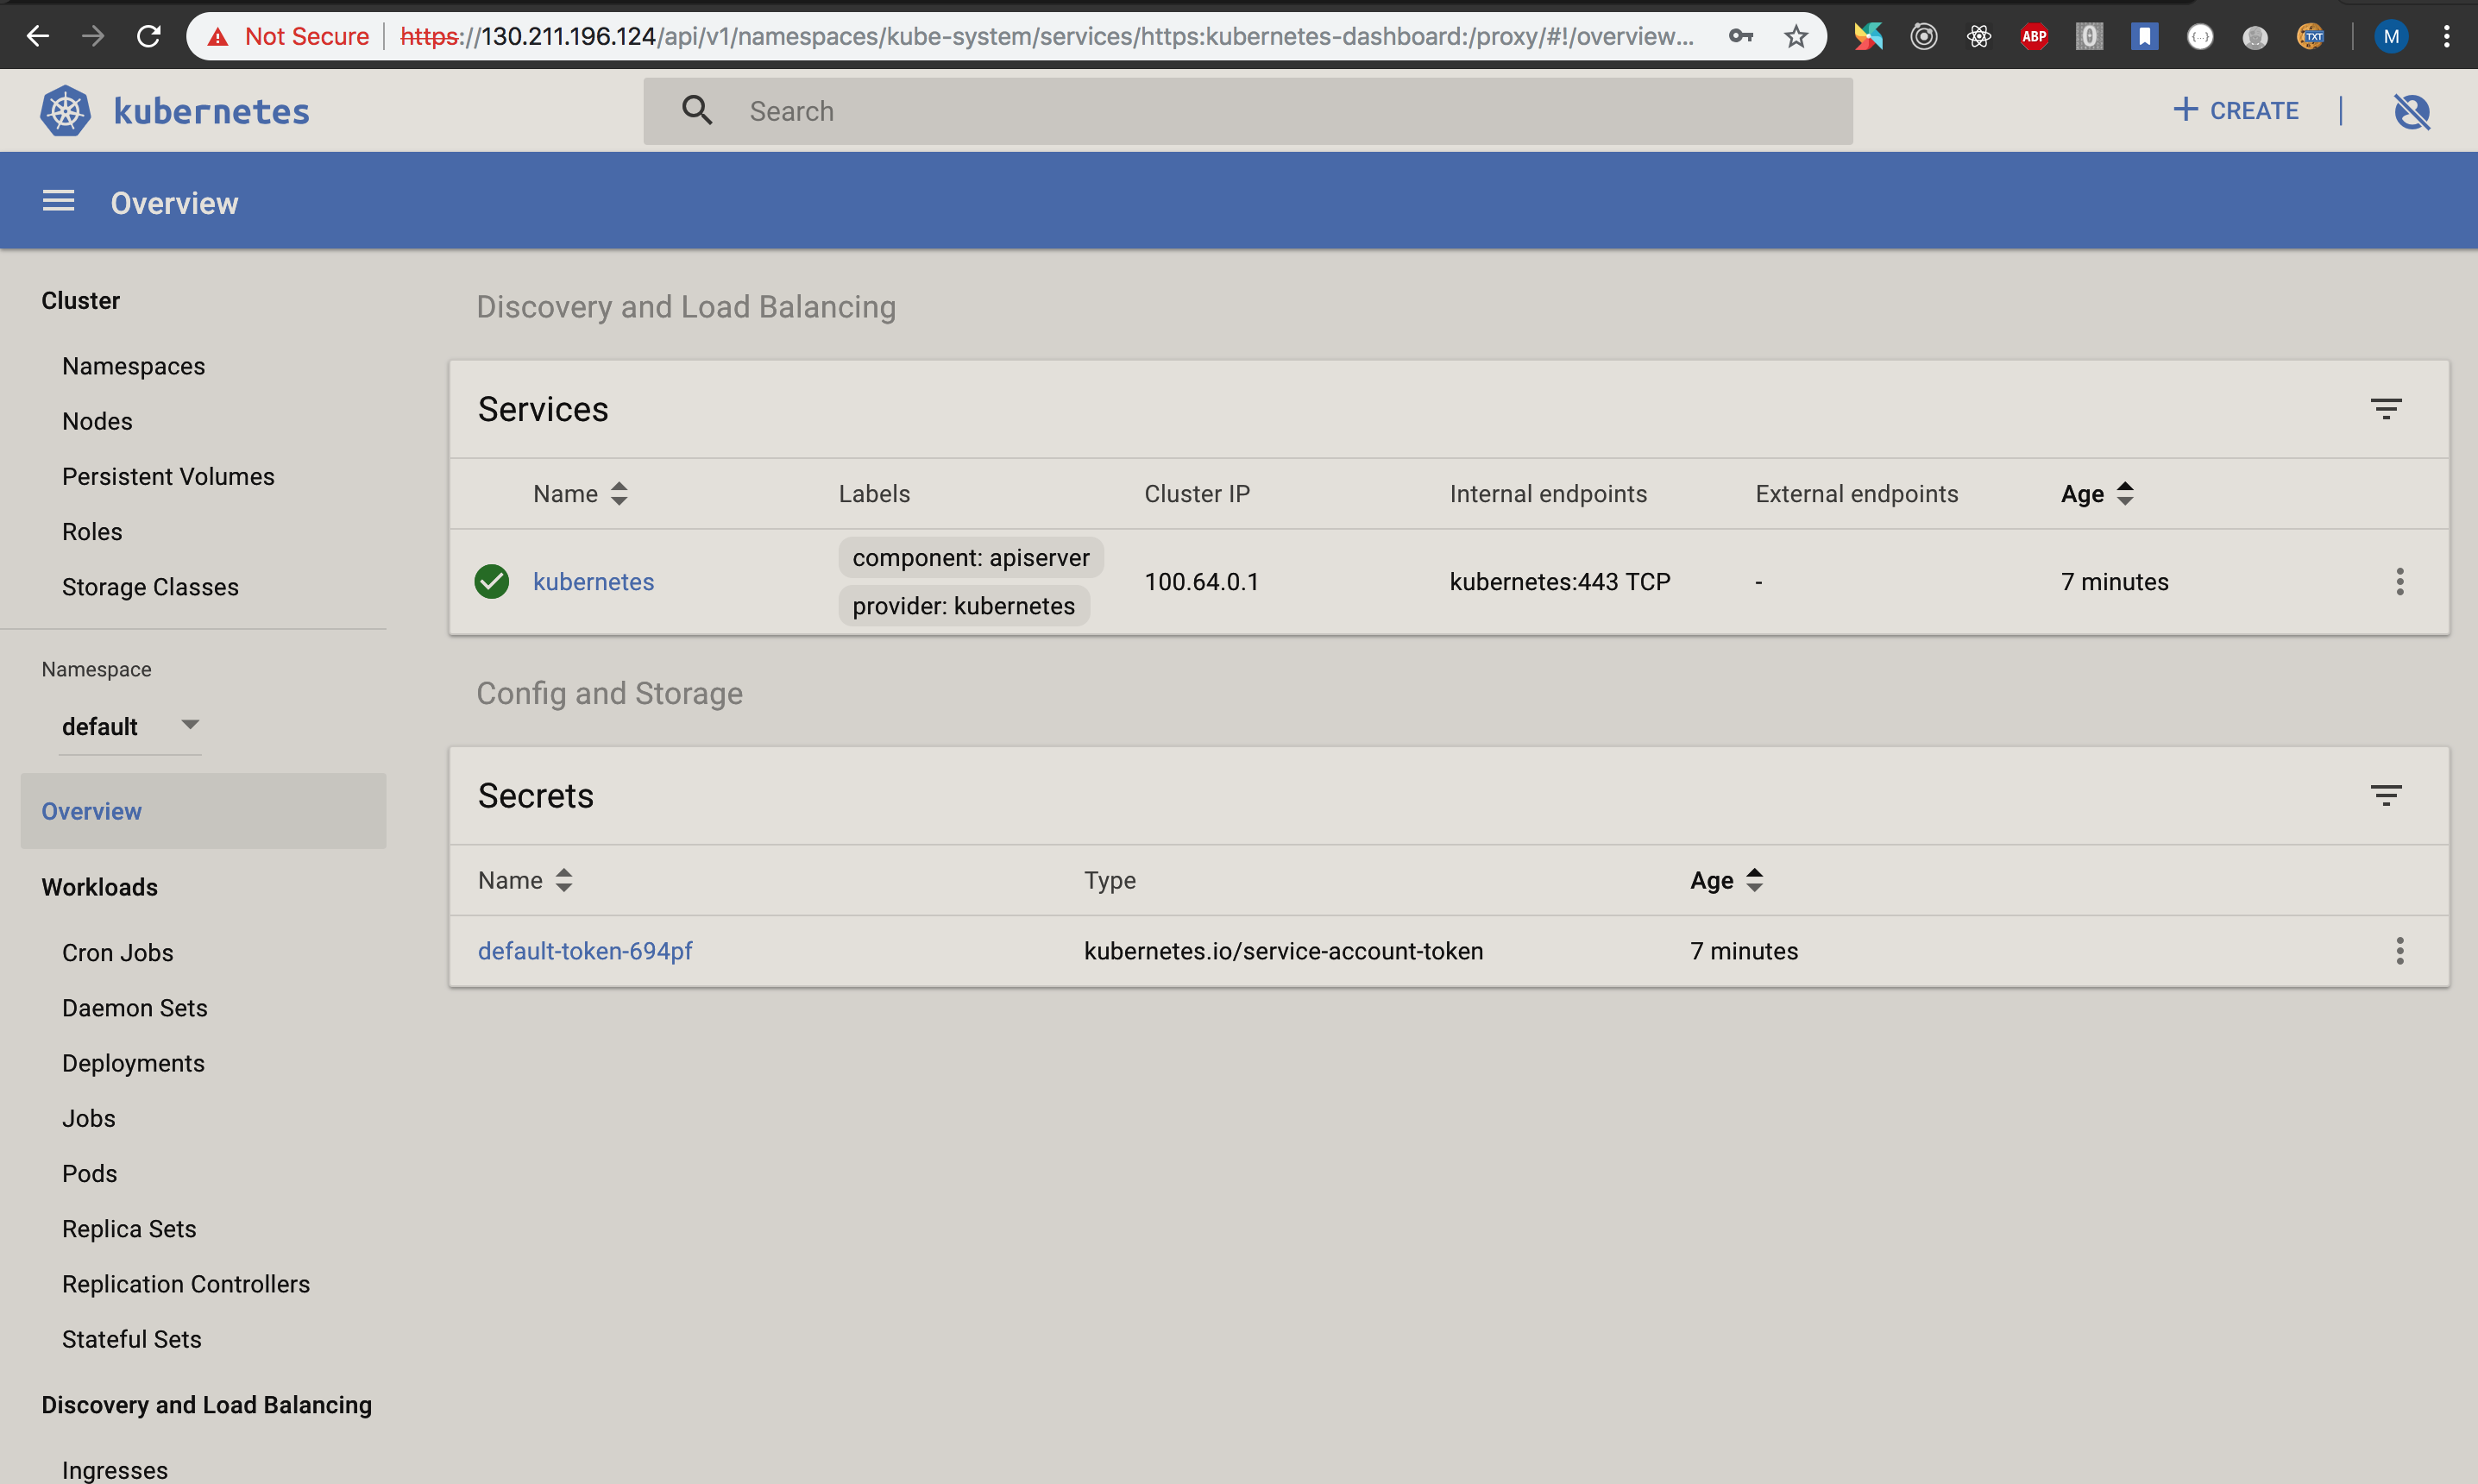 Not Secure https://130.211.196.124/api/v1/namespaces/kube-system/services/https:kubernetes-dashboard:/proxy/#!/overview...
ABP
{...}
TXT
M
kubernetes
Search
+ CREATE
Overview
Cluster
Namespaces
Nodes
Persistent Volumes
Roles
Storage Classes
Namespace
default
Overview
Workloads
Cron Jobs
Daemon Sets
Deployments
Jobs
Pods
Replica Sets
Replication Controllers
Stateful Sets
Discovery and Load Balancing
Ingresses
Discovery and Load Balancing
Services
Name Labels Cluster IP Internal endpoints External endpoints Age
kubernetes component: apiserver 100.64.0.1 kubernetes:443 TCP - 7 minutes
provider: kubernetes
Config and Storage
Secrets
Name Type Age
default-token-694pf kubernetes.io/service-account-token 7 minutes